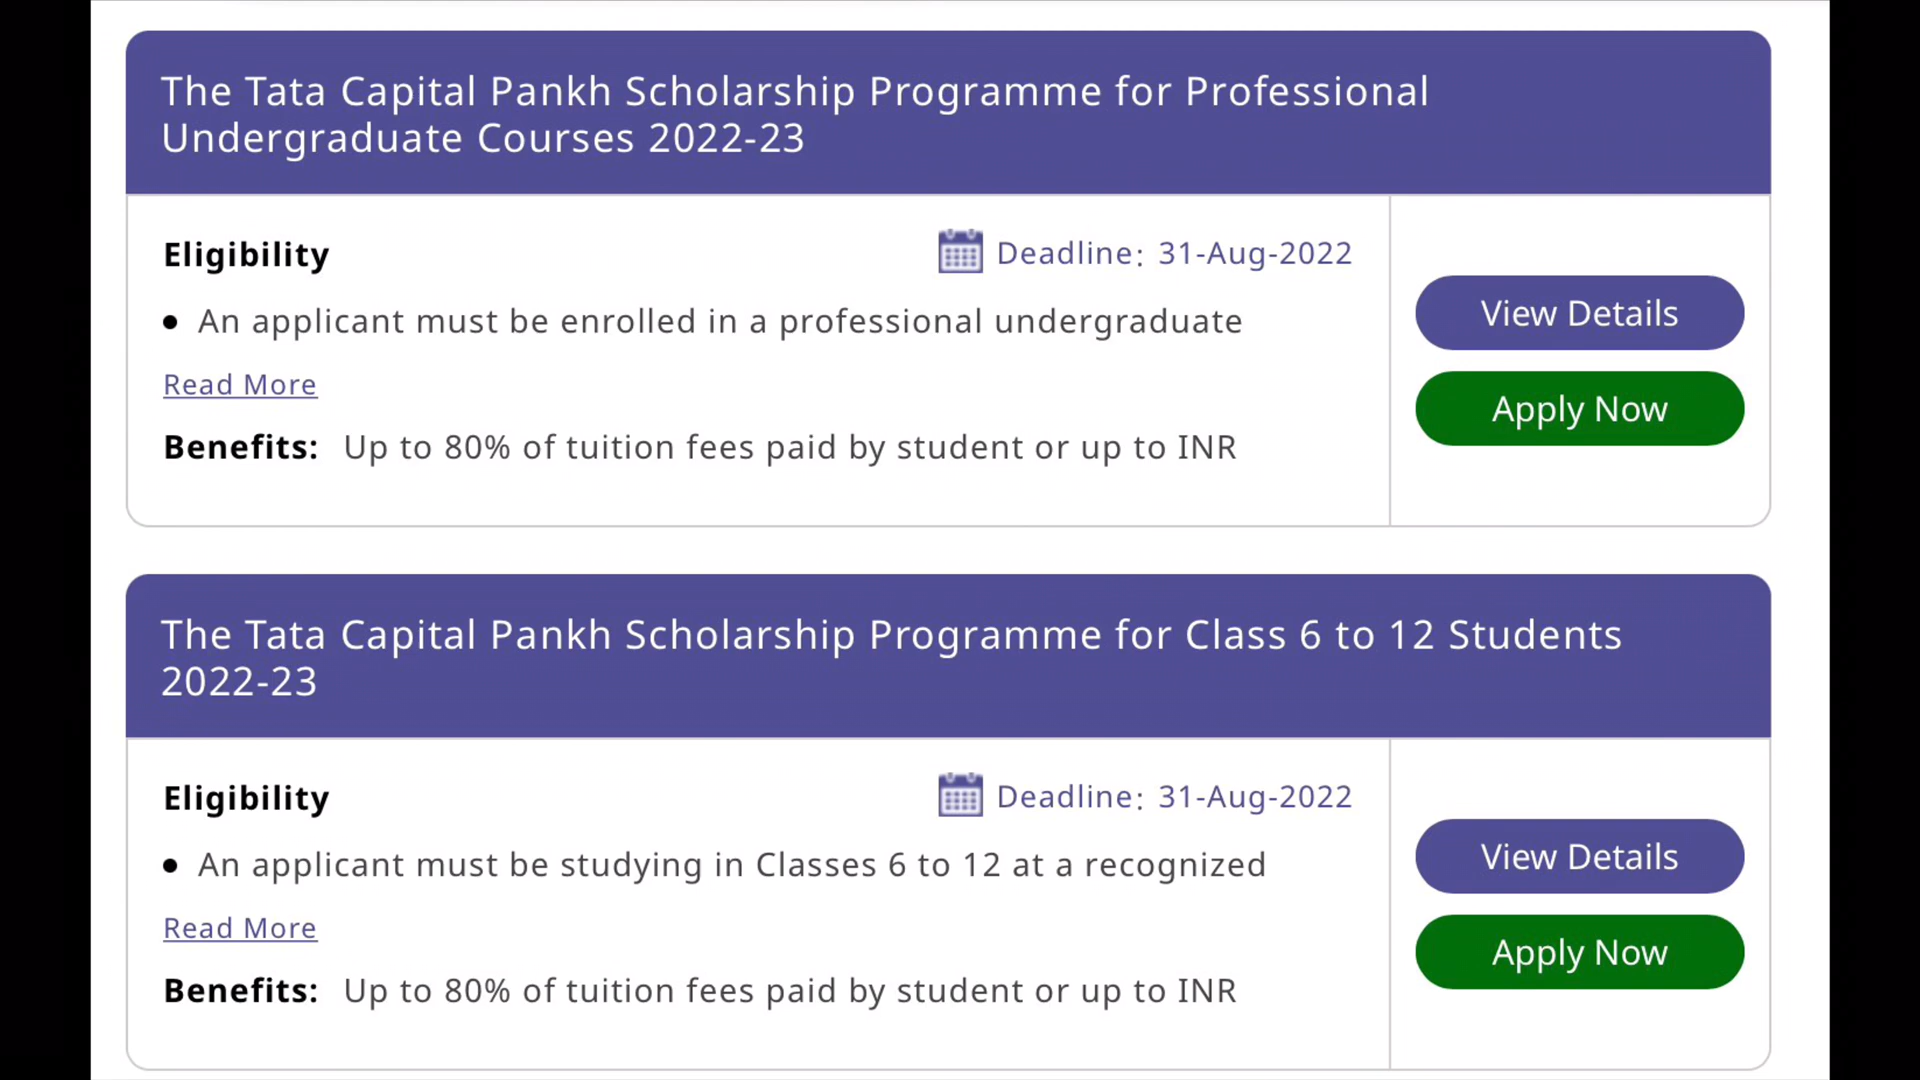 The Tata Capital Pankh Scholarship Programme for Professional
Undergraduate Courses 2022-23
Eligibility
Deadline: 31-Aug-2022
• An applicant must be enrolled in a professional undergraduate
Read More
Benefits: Up to 80% of tuition fees paid by student or up to INR
View Details
Apply Now
The Tata Capital Pankh Scholarship Programme for Class 6 to 12 Students
2022-23
Eligibility
Deadline: 31-Aug-2022
• An applicant must be studying in Classes 6 to 12 at a recognized
Read More
Benefits: Up to 80% of tuition fees paid by student or up to INR
View Details
Apply Now